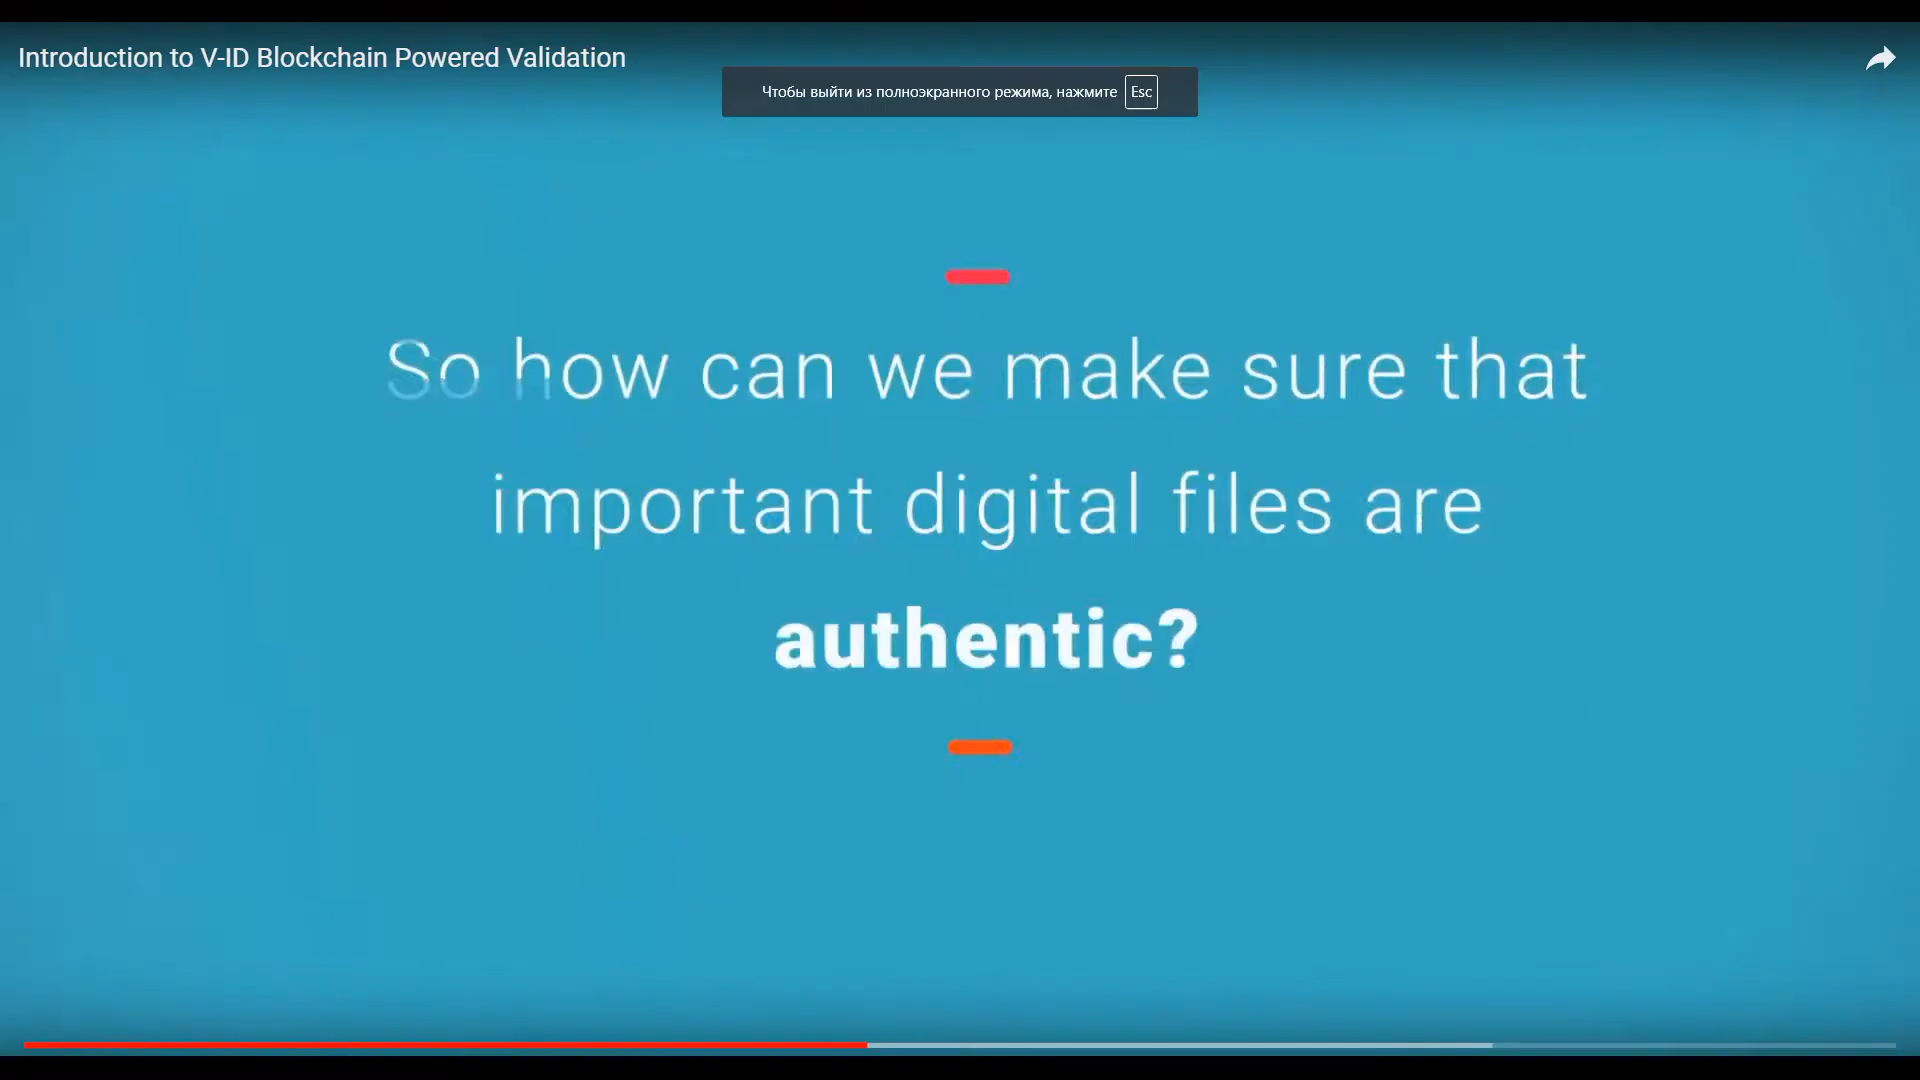 Introduction to V-ID Blockchain Powered Validation
Чтобы выйти из полноэкранного режима, нажмите Esc
So how can we make sure that
important digital files are
authentic?